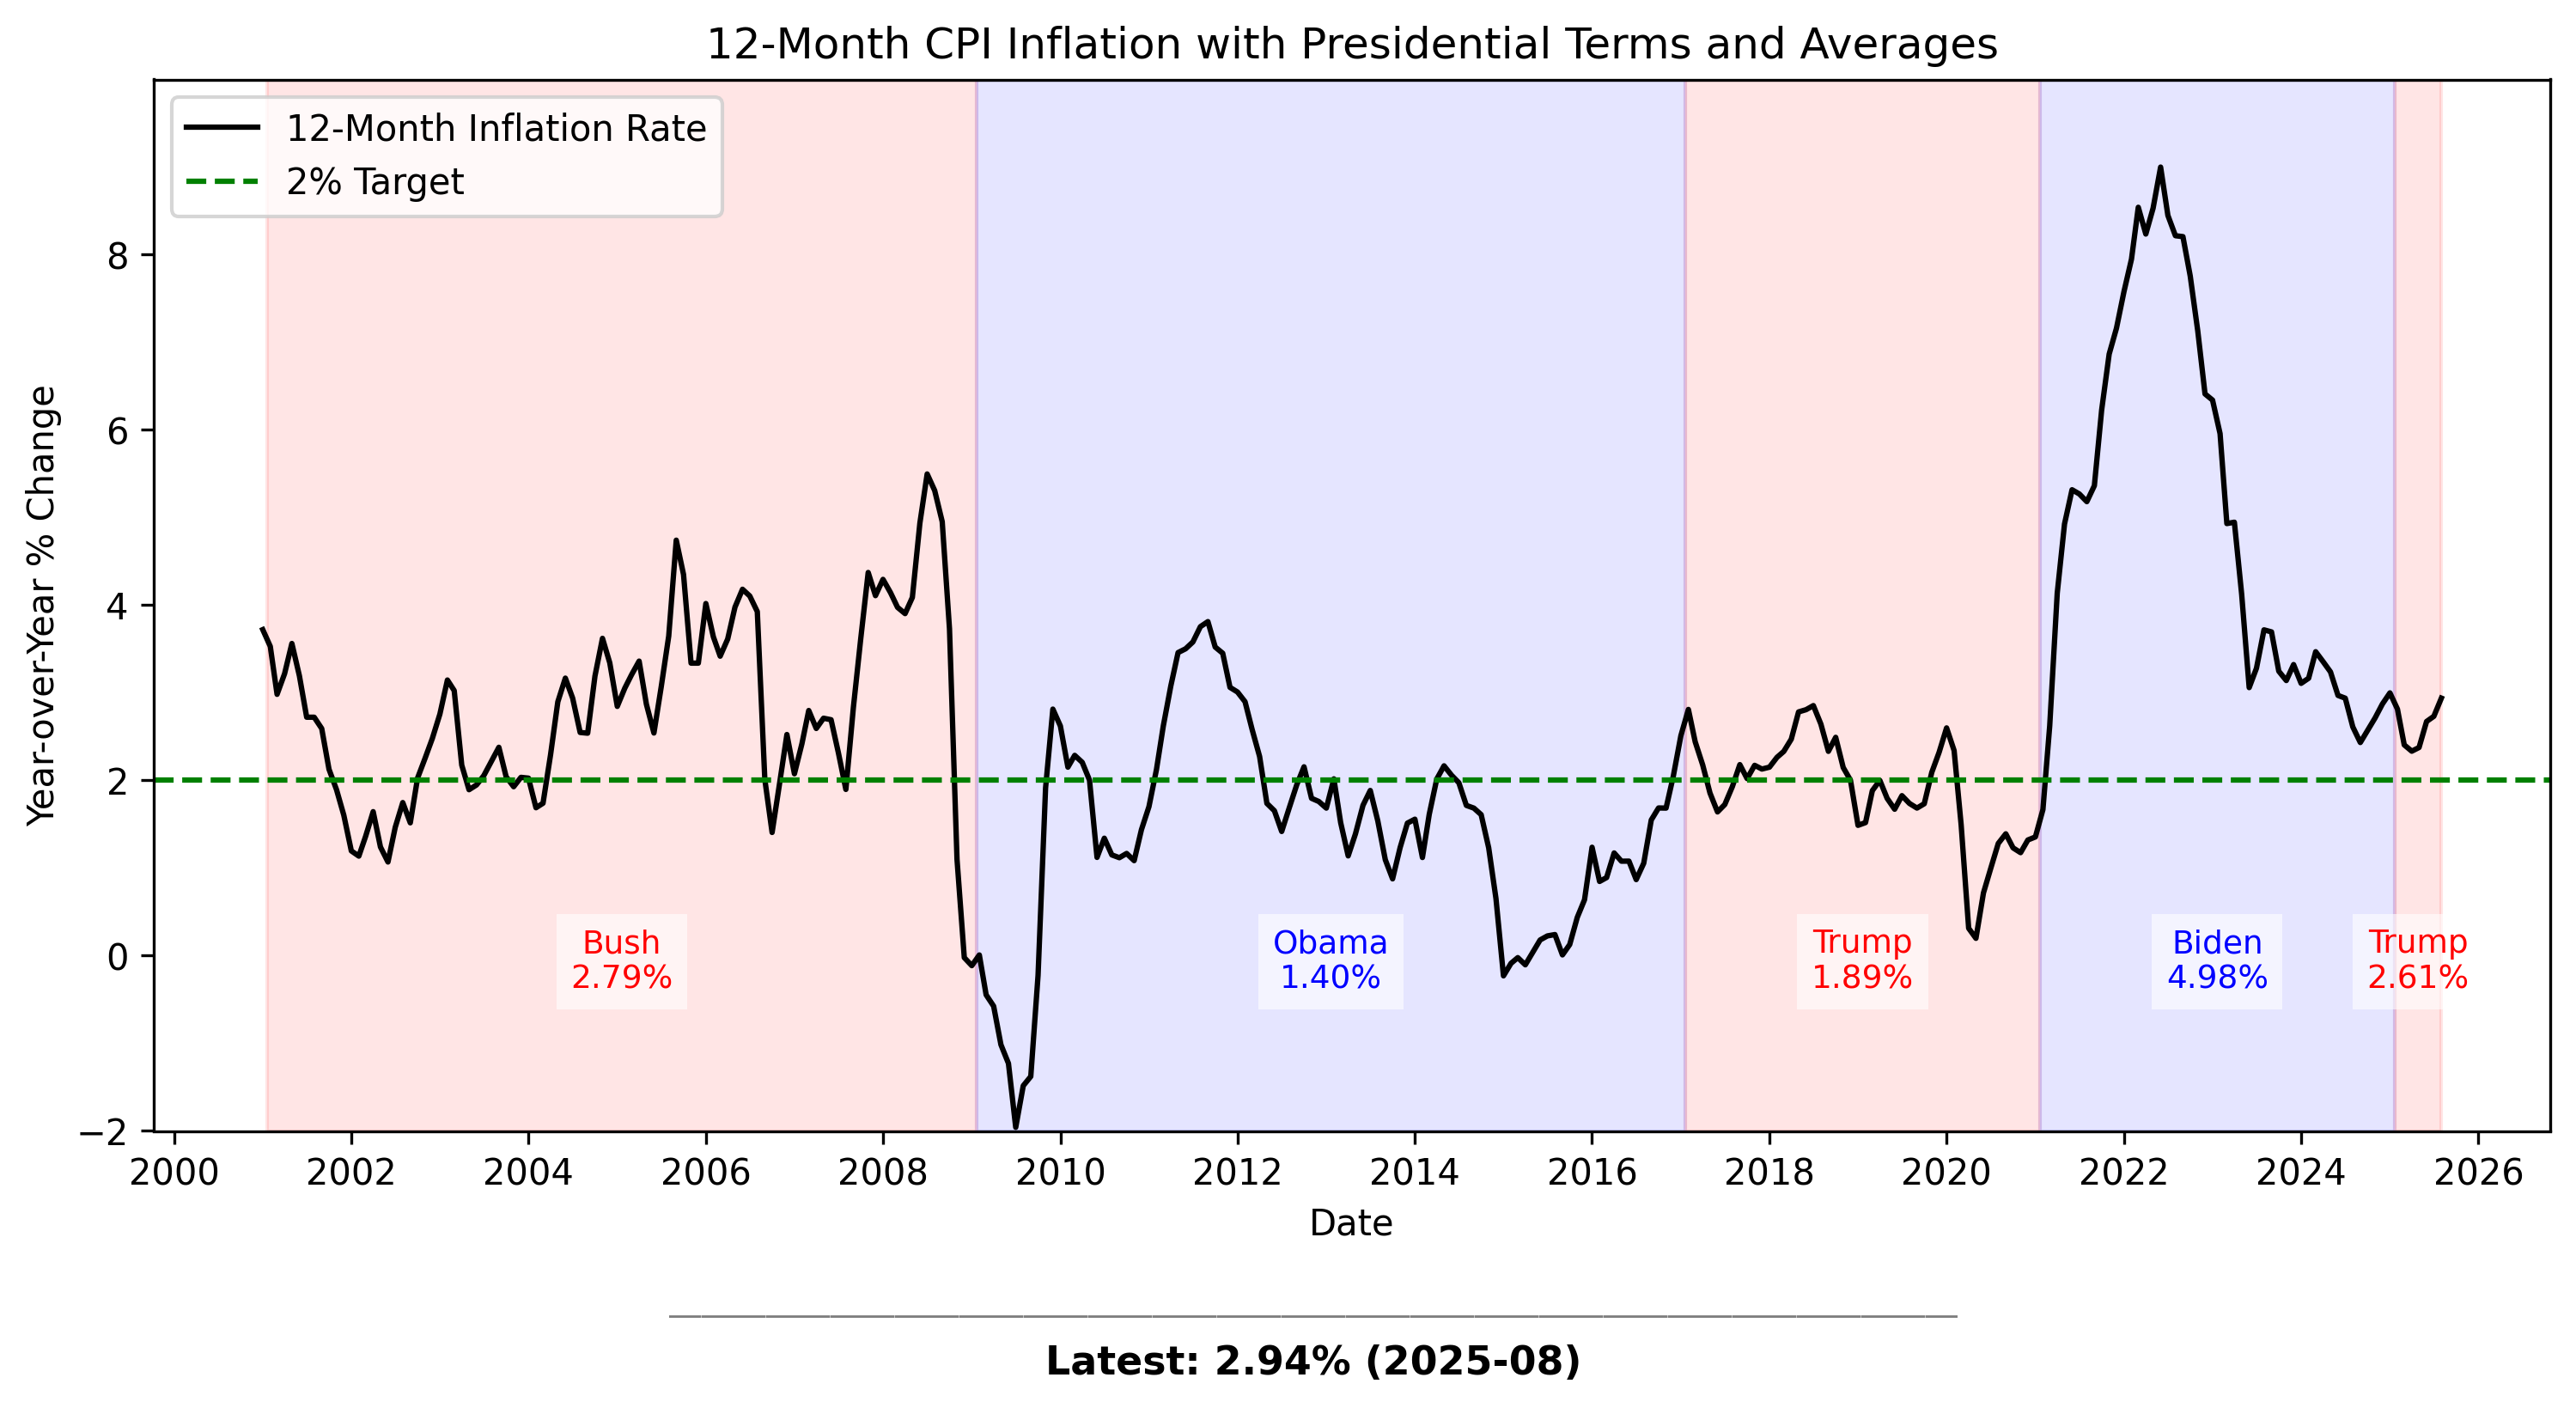 12-Month CPI Inflation with Presidential Terms and Averages
12-Month Inflation Rate
2% Target
Year-over-Year % Change
8
6
4
2
0
−2
Bush
2.79%
Obama
1.40%
Trump
1.89%
Biden
4.98%
Trump
2.61%
2000 2002 2004 2006 2008 2010 2012 2014 2016 2018 2020 2022 2024 2026
Date
Latest: 2.94% (2025-08)